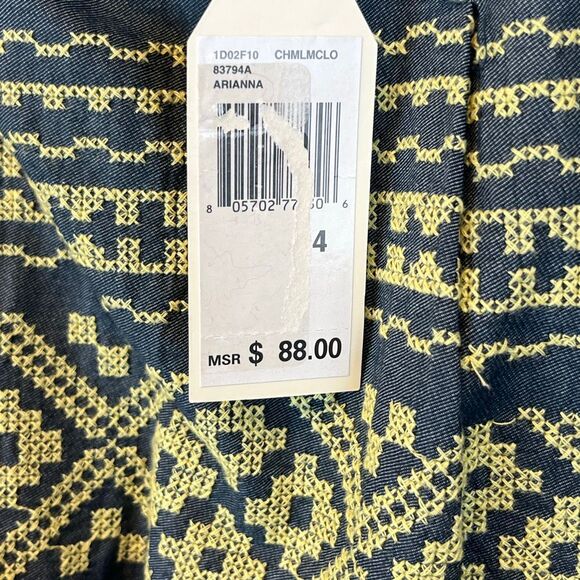 1D02F10 CHMLMCLO
83794A
ARIANNA
8 05702 77 50 6
4
MSR $ 88.00